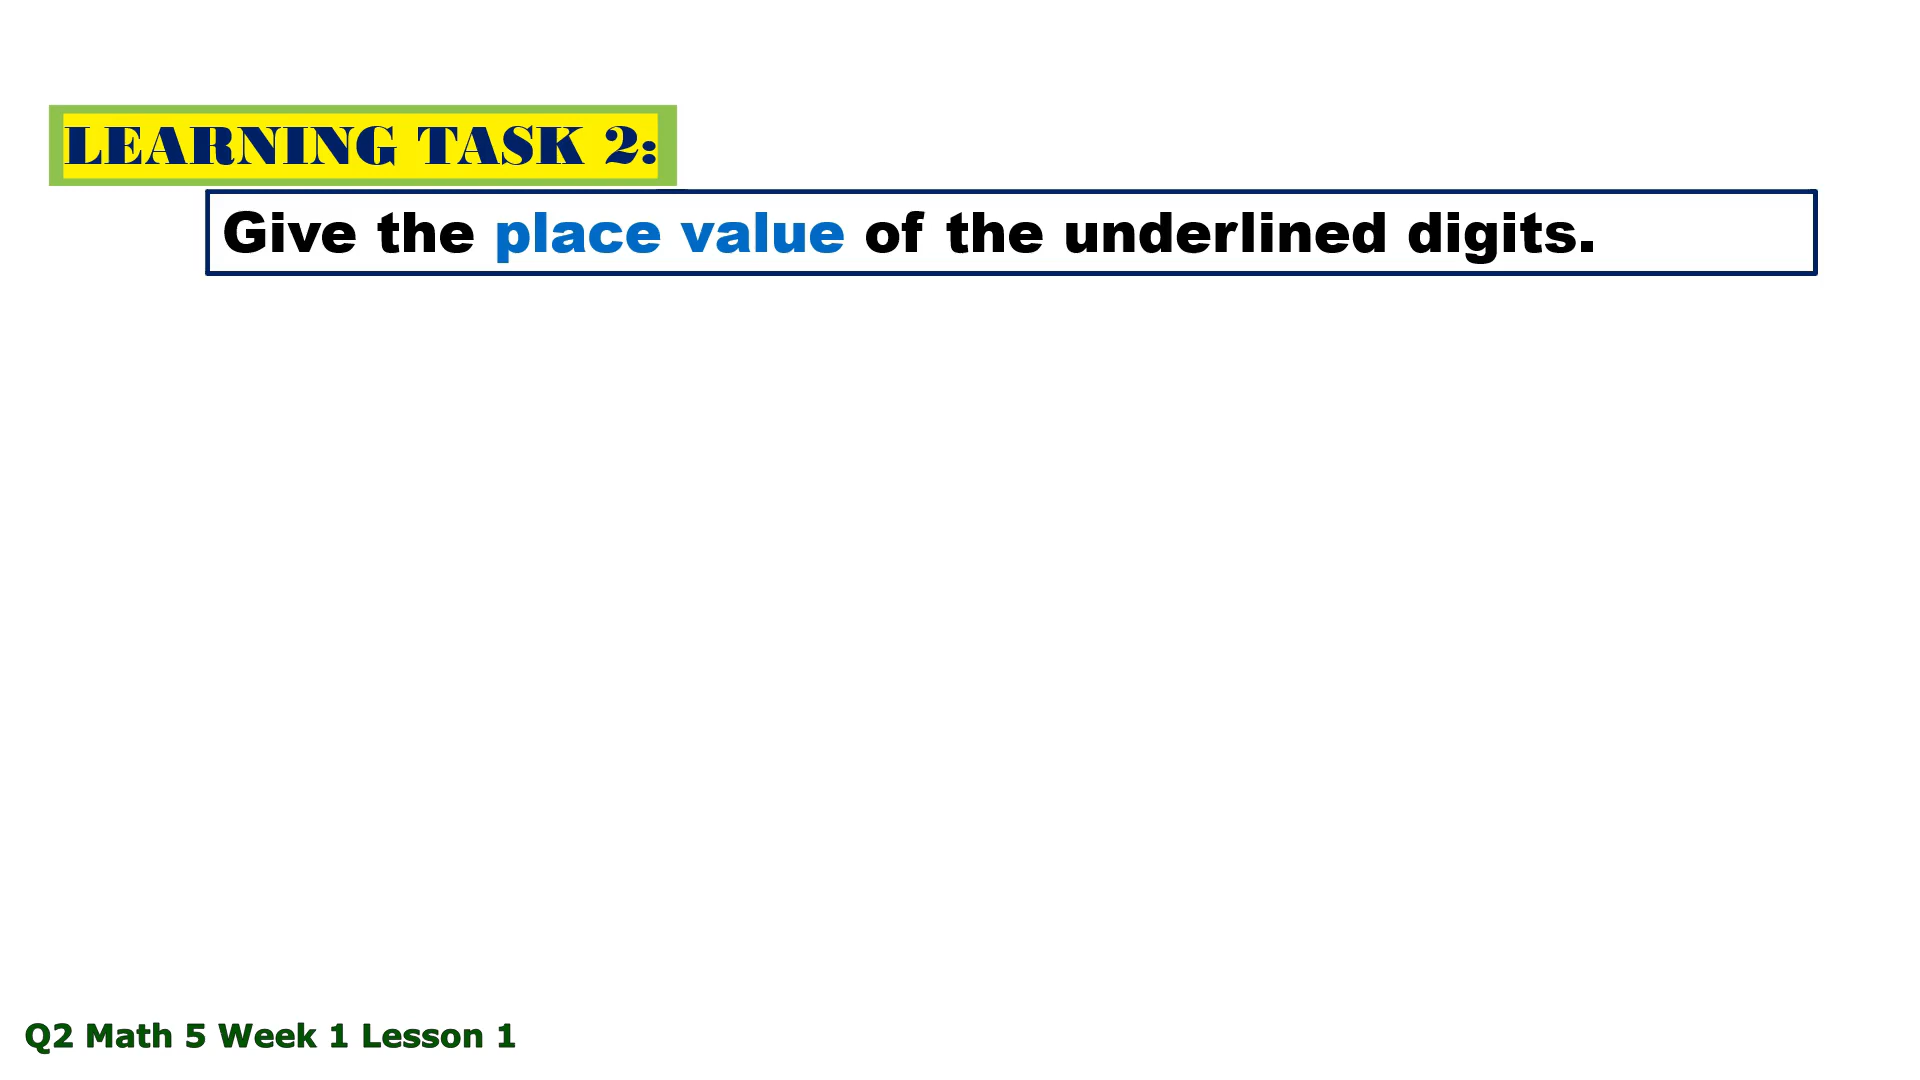 LEARNING TASK 2:
Give the place value of the underlined digits.
Q2 Math 5 Week 1 Lesson 1